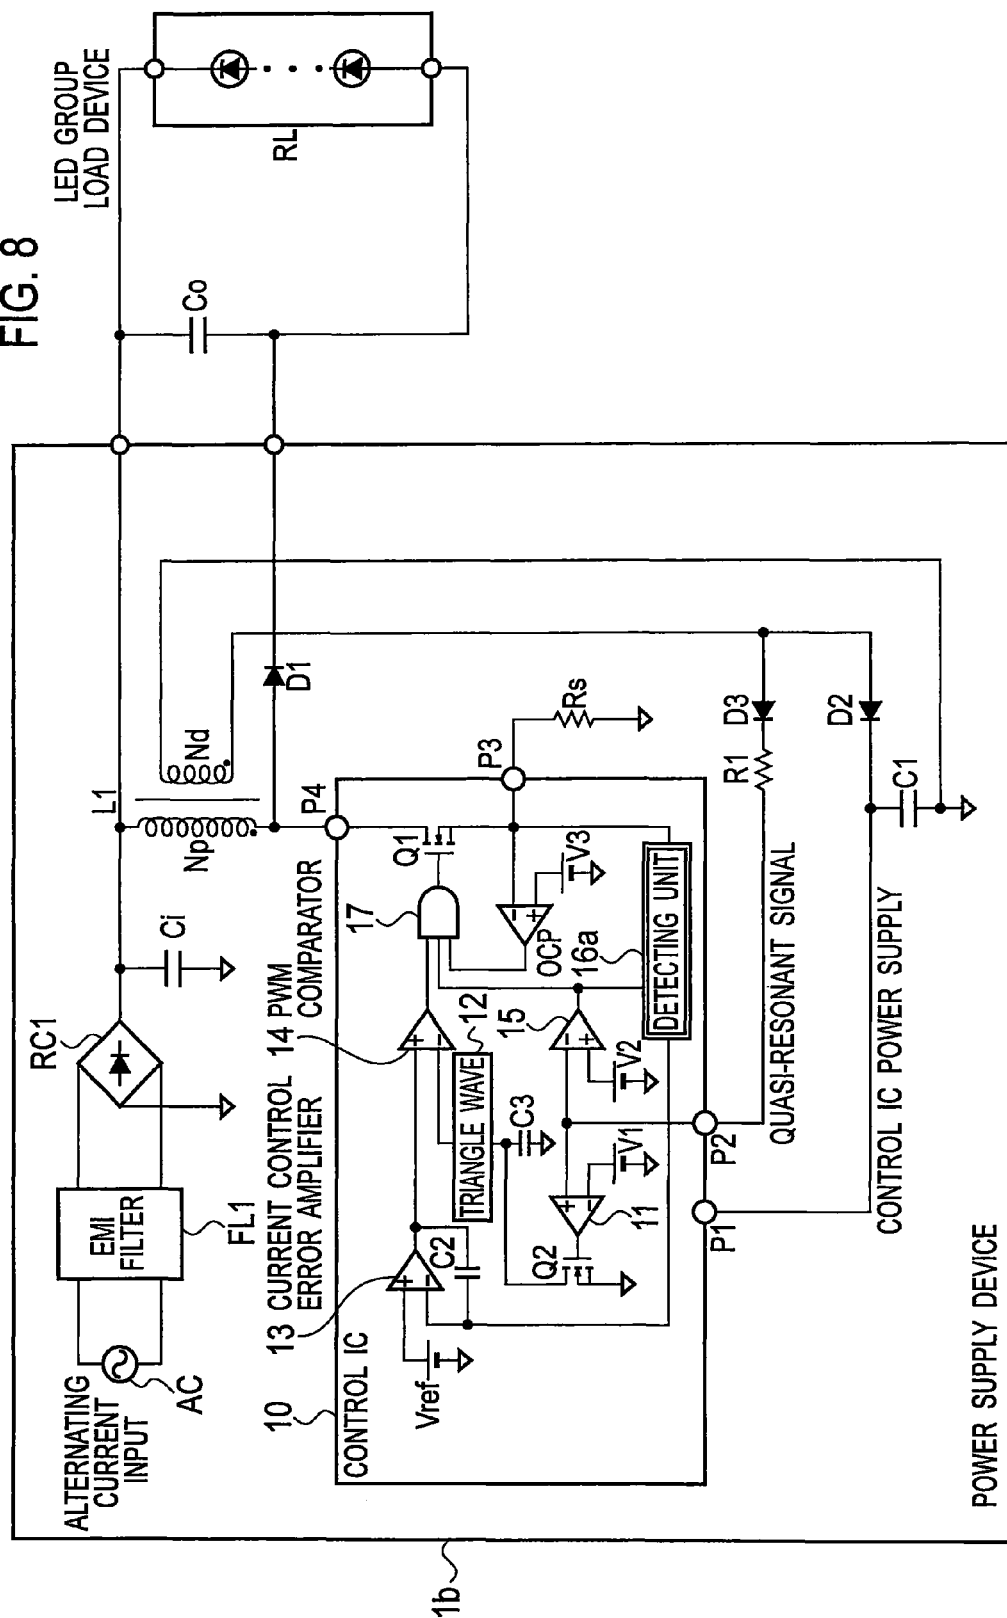 FIG. 8
LED GROUP
LOAD DEVICE
RL
Co
1b
ALTERNATING
CURRENT
INPUT
AC
EMI
FILTER
FL1
RC1
Ci
L1
Np
Nd
D1
10
CONTROL IC
13 CURRENT CONTROL
ERROR AMPLIFIER
14 PWM
COMPARATOR
Vref
+
-
C2
+
-
12
TRIANGLE WAVE
C3
17
Q1
P4
P3
Rs
-
+
OCP
V3
16a
DETECTING UNIT
15
-
+
V2
+
-
V1
11
Q2
P1
P2
QUASI-RESONANT SIGNAL
R1
D3
D2
C1
CONTROL IC POWER SUPPLY
POWER SUPPLY DEVICE